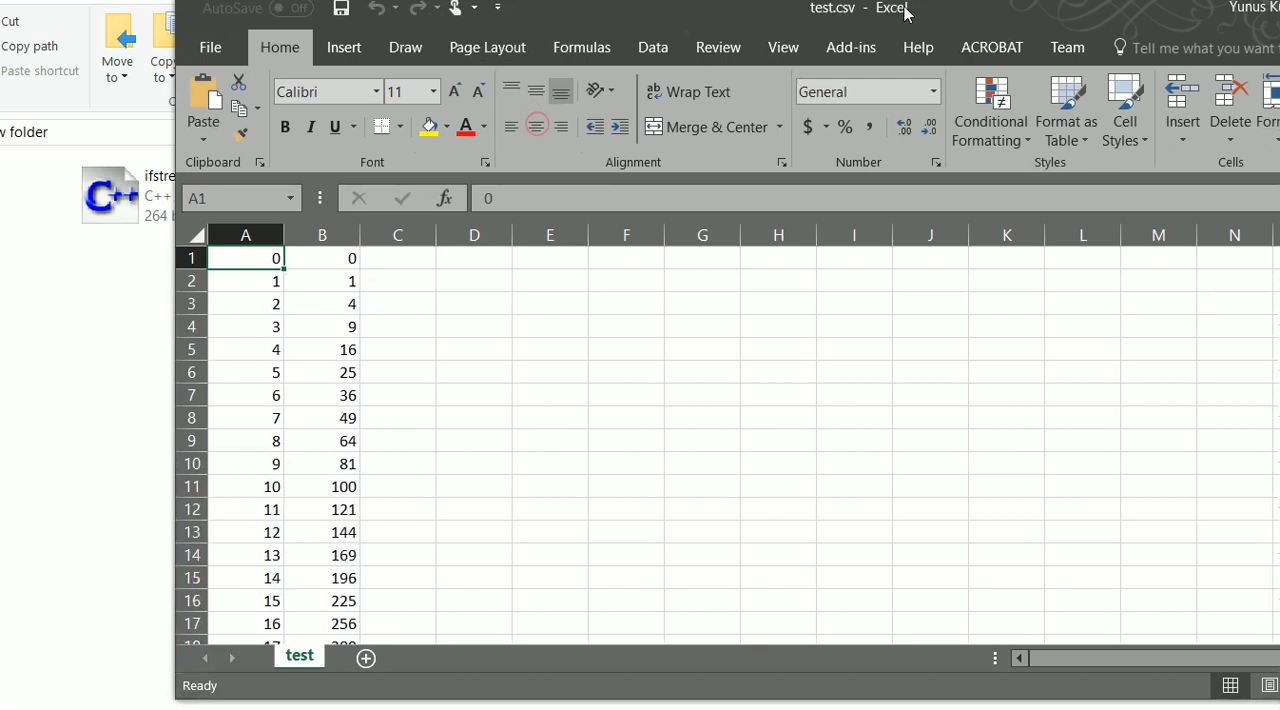 Cut
Copy path
Paste shortcut
Move to
w folder
C++
ifstre
C++
264 b
AutoSave Off
test.csv - Excel
Yunus K
File Home Insert Draw Page Layout Formulas Data Review View Add-ins Help ACROBAT Team Tell me what you want
Paste
Clipboard
Calibri 11
B I U
Font
ab Wrap Text
Merge & Center
Alignment
General
$ % ,
Number
Conditional Formatting
Format as Table
Cell Styles
Styles
Insert
Delete
Cells
A1 fx 0
A B C D E F G H I J K L M N
1 0 0
2 1 1
3 2 4
4 3 9
5 4 16
6 5 25
7 6 36
8 7 49
9 8 64
10 9 81
11 10 100
12 11 121
13 12 144
14 13 169
15 14 196
16 15 225
17 16 256
test
Ready